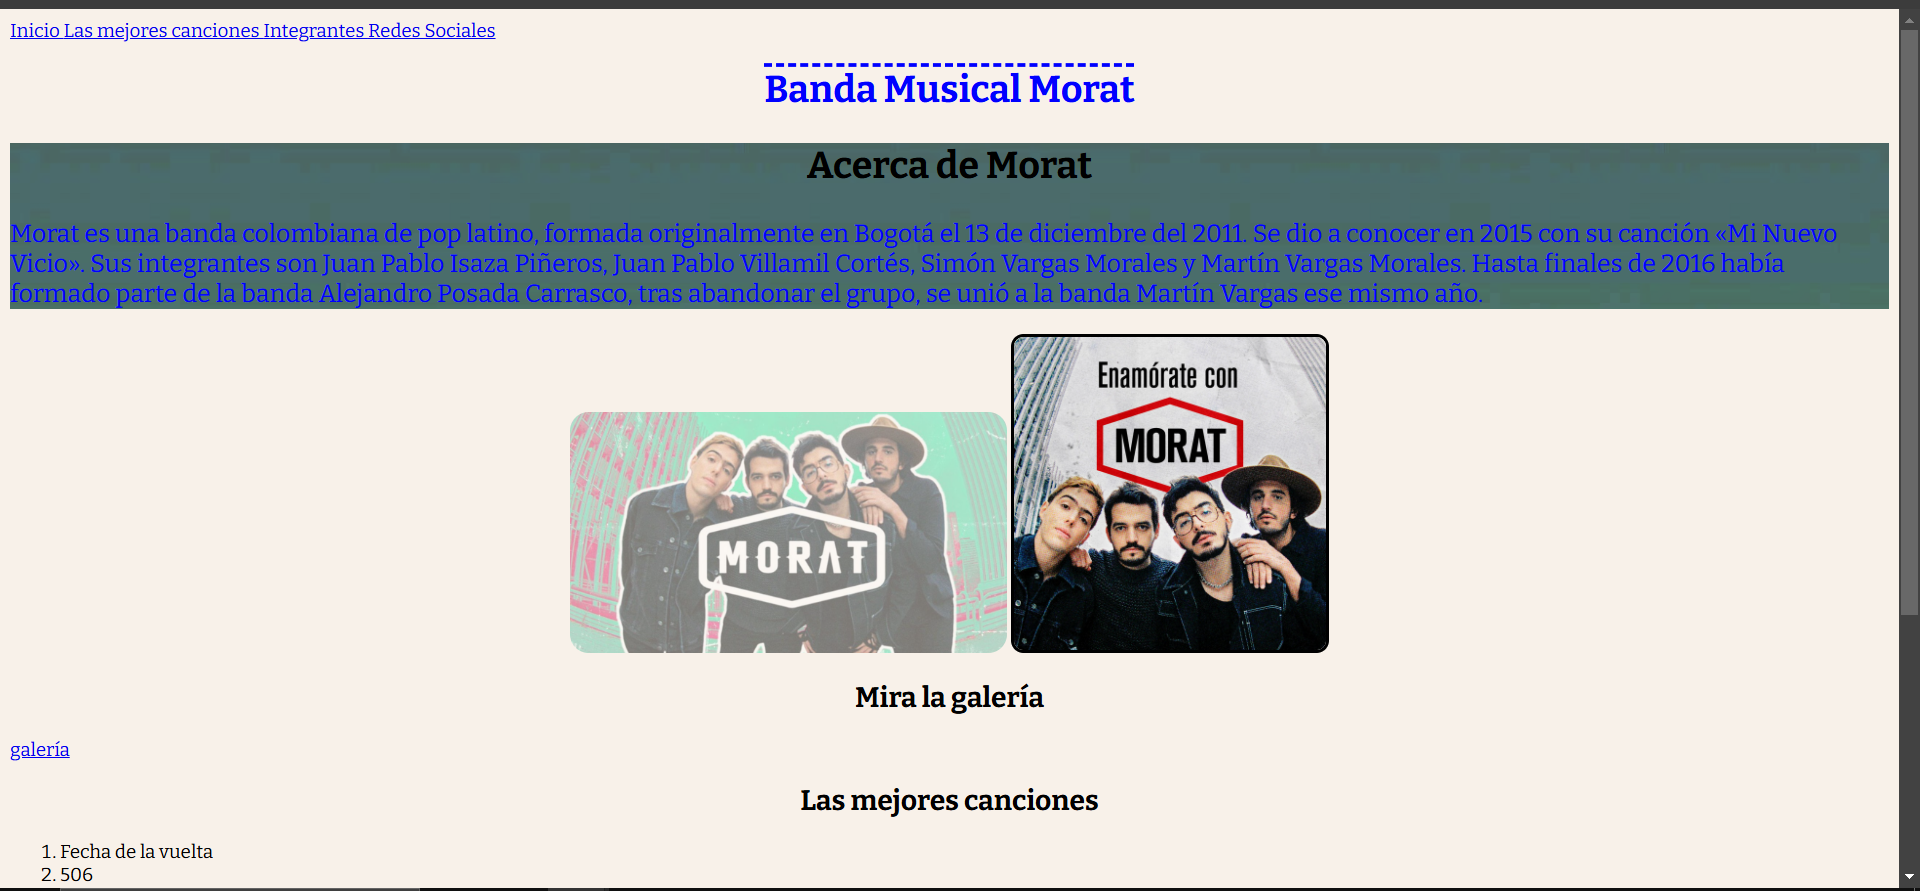 Inicio Las mejores canciones Integrantes Redes Sociales
Banda Musical Morat
Acerca de Morat
Morat es una banda colombiana de pop latino, formada originalmente en Bogotá el 13 de diciembre del 2011. Se dio a conocer en 2015 con su canción «Mi Nuevo
Vicio». Sus integrantes son Juan Pablo Isaza Piñeros, Juan Pablo Villamil Cortés, Simón Vargas Morales y Martín Vargas Morales. Hasta finales de 2016 había
formado parte de la banda Alejandro Posada Carrasco, tras abandonar el grupo, se unió a la banda Martín Vargas ese mismo año.
MORAT
Enamórate con
MORAT
Mira la galería
galería
Las mejores canciones
1. Fecha de la vuelta
2. 506